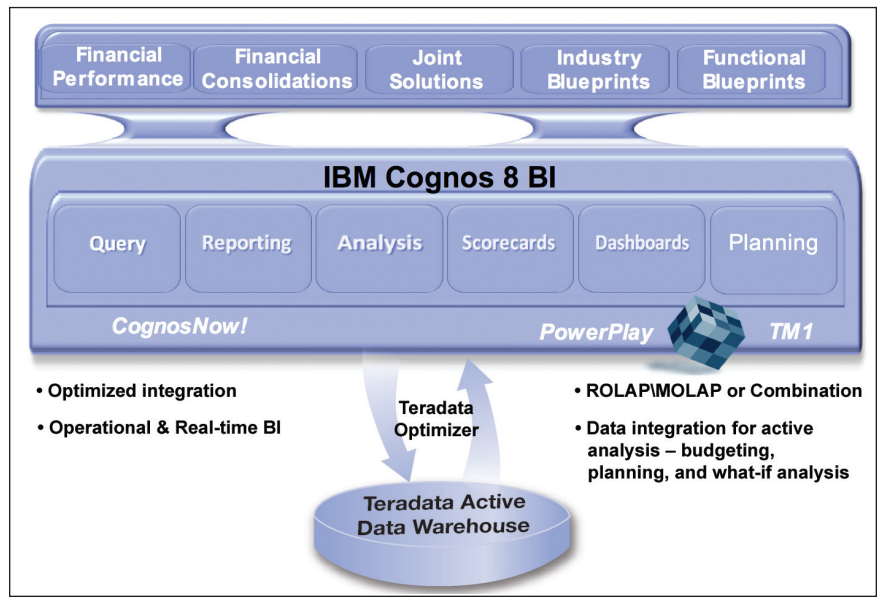 Financial
Performance
Financial
Consolidations
Joint
Solutions
Industry
Blueprints
Functional
Blueprints
IBM Cognos 8 BI
Query
Reporting
Analysis
Scorecards
Dashboards
Planning
CognosNow!
PowerPlay
TM1
• Optimized integration
• Operational & Real-time BI
Teradata
Optimizer
• ROLAP\MOLAP or Combination
• Data integration for active
analysis – budgeting,
planning, and what-if analysis
Teradata Active
Data Warehouse